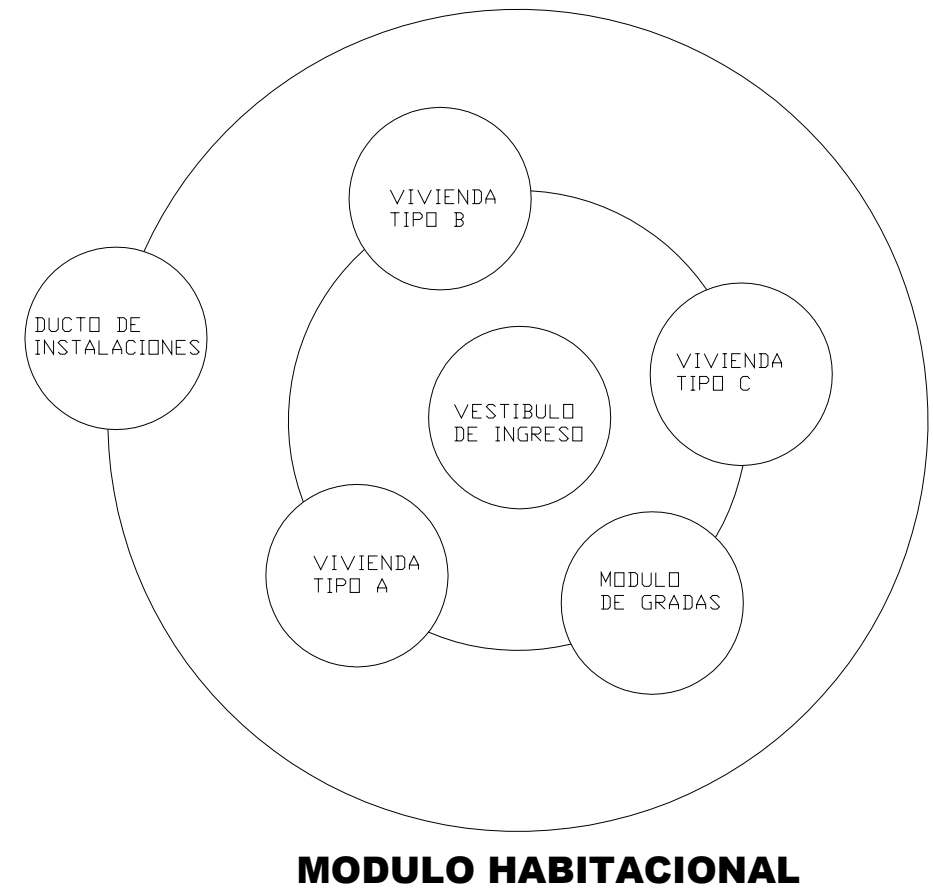 VIVIENDA
TIPO B
DUCTO DE
INSTALACIONES
VIVIENDA
TIPO C
VESTIBULO
DE INGRESO
VIVIENDA
TIPO A
MODULO
DE GRADAS
MODULO HABITACIONAL